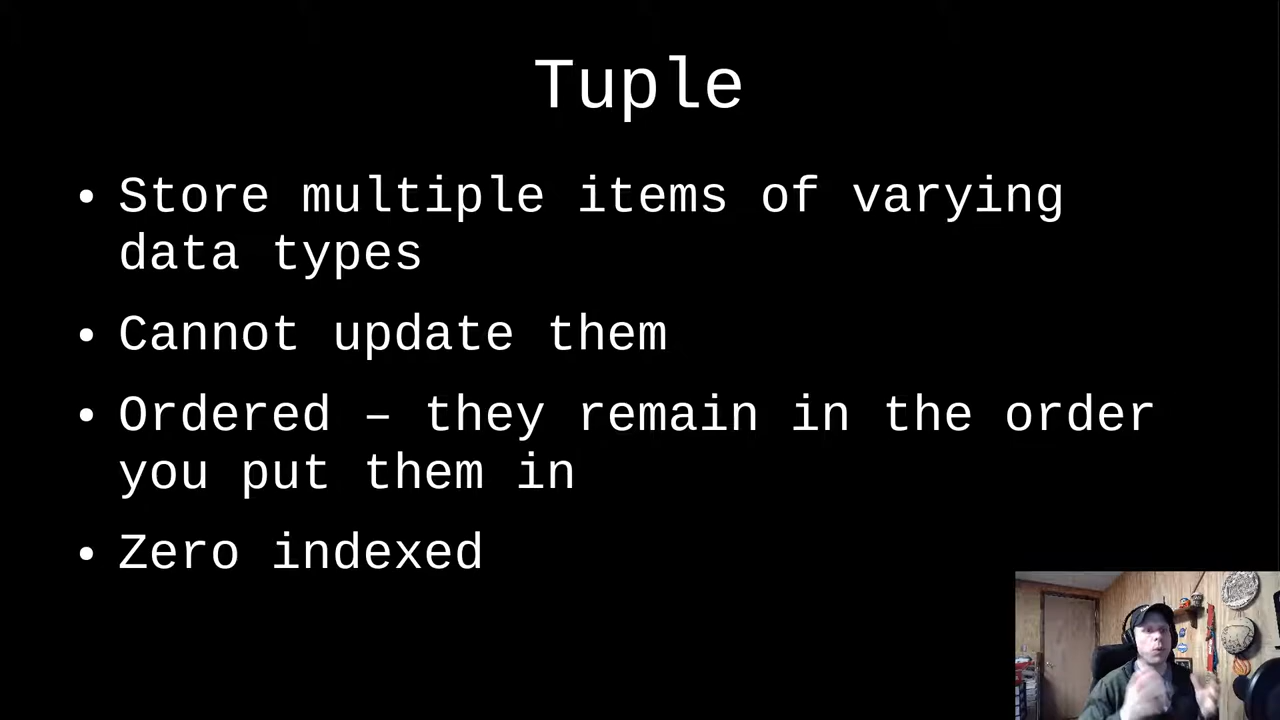 Tuple
• Store multiple items of varying
data types
• Cannot update them
• Ordered – they remain in the order
you put them in
• Zero indexed